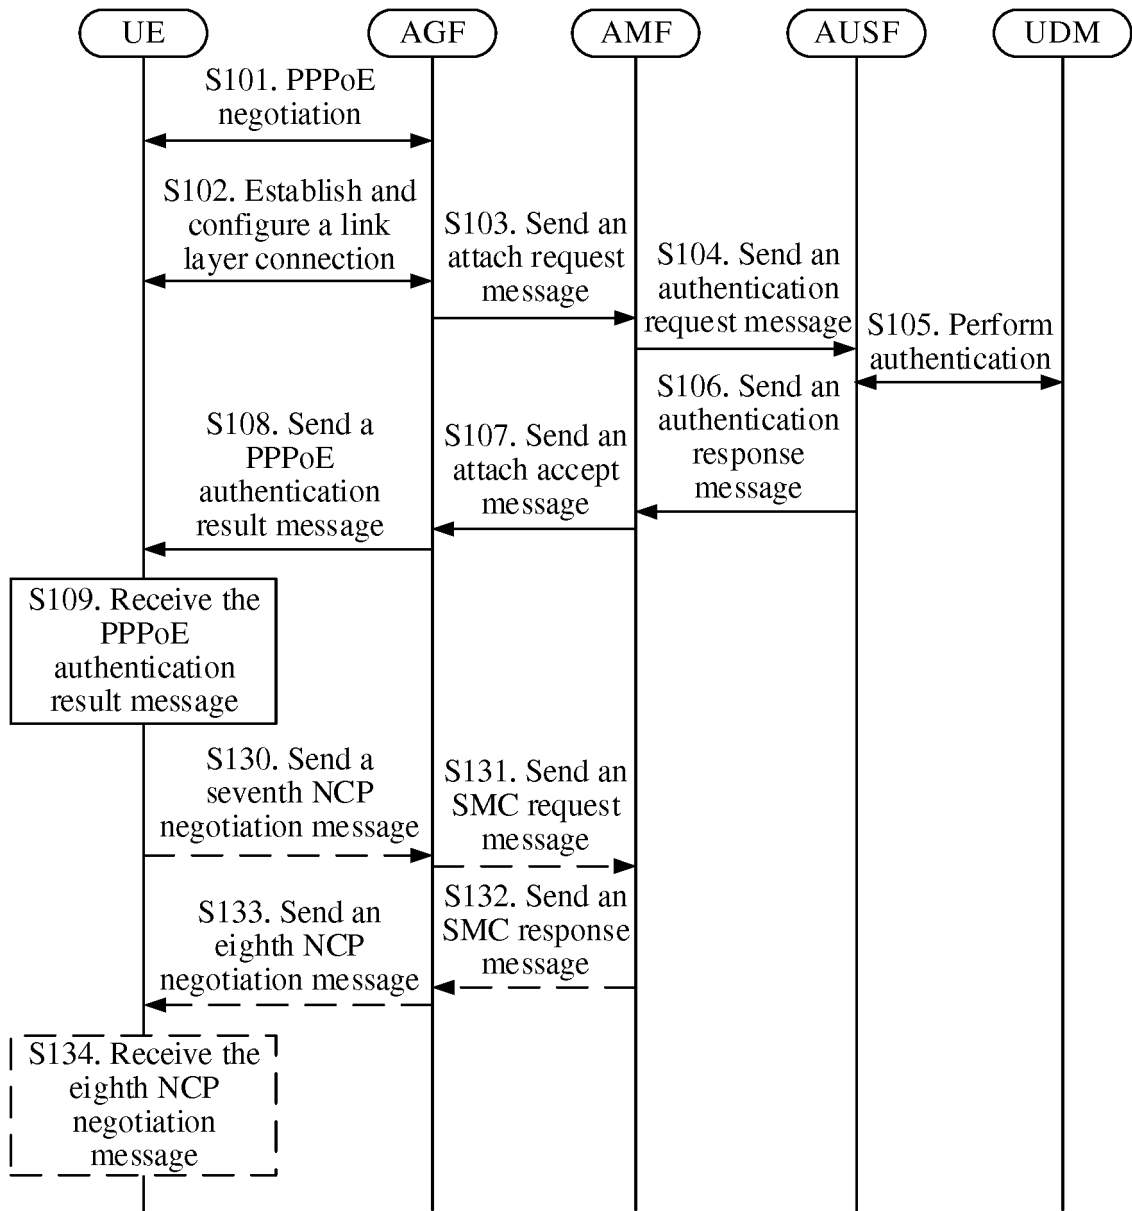 UE
AGF
AMF
AUSF
UDM
S101. PPPoE
negotiation
S102. Establish and
configure a link
layer connection
S103. Send an
attach request
message
S104. Send an
authentication
request message
S105. Perform
authentication
S106. Send an
authentication
response
message
S107. Send an
attach accept
message
S108. Send a
PPPoE
authentication
result message
S109. Receive the
PPPoE
authentication
result message
S130. Send a
seventh NCP
negotiation message
S131. Send an
SMC request
message
S132. Send an
SMC response
message
S133. Send an
eighth NCP
negotiation message
S134. Receive the
eighth NCP
negotiation
message